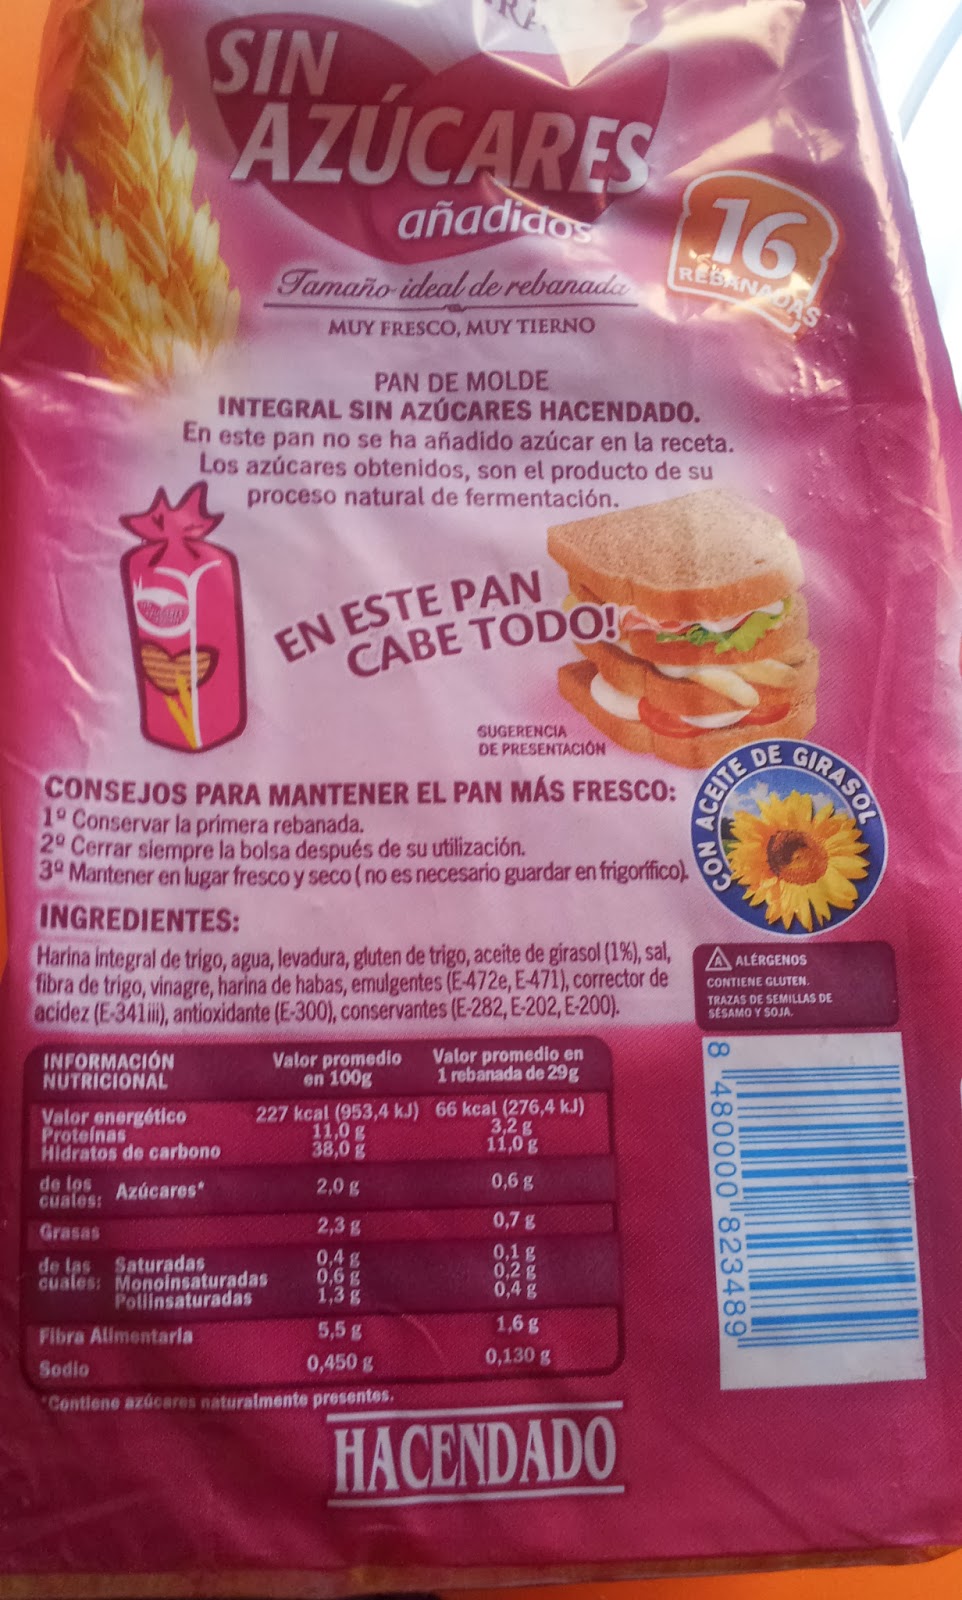 SIN
AZÚCARES
añadidos
16
REBANADAS
Tamaño ideal de rebanada
MUY FRESCO, MUY TIERNO
PAN DE MOLDE
INTEGRAL SIN AZÚCARES HACENDADO.
En este pan no se ha añadido azúcar en la receta.
Los azúcares obtenidos, son el producto de su
proceso natural de fermentación.
EN ESTE PAN
CABE TODO!
SUGERENCIA
DE PRESENTACIÓN
CON ACEITE DE GIRASOL
CONSEJOS PARA MANTENER EL PAN MÁS FRESCO:
1º Conservar la primera rebanada.
2º Cerrar siempre la bolsa después de su utilización.
3º Mantener en lugar fresco y seco ( no es necesario guardar en frigorífico).
INGREDIENTES:
Harina integral de trigo, agua, levadura, gluten de trigo, aceite de girasol (1%), sal,
fibra de trigo, vinagre, harina de habas, emulgentes (E-472e, E-471), corrector de
acidez (E-341iii), antioxidante (E-300), conservantes (E-282, E-202, E-200).
A ALÉRGENOS
CONTIENE GLUTEN.
TRAZAS DE SEMILLAS DE
SÉSAMO Y SOJA.
INFORMACIÓN NUTRICIONAL Valor promedio en 100g Valor promedio en 1 rebanada de 29g
Valor energético 227 kcal (953,4 kJ) 66 kcal (276,4 kJ)
Proteínas 11,0 g 3,2 g
Hidratos de carbono 38,0 g 11,0 g
de los cuales: Azúcares* 2,0 g 0,6 g
Grasas 2,3 g 0,7 g
de las cuales: Saturadas 0,4 g 0,1 g
Monoinsaturadas 0,6 g 0,2 g
Poliinsaturadas 1,3 g 0,4 g
Fibra Alimentaria 5,5 g 1,6 g
Sodio 0,450 g 0,130 g
*Contiene azúcares naturalmente presentes.
8 480000 823489
HACENDADO